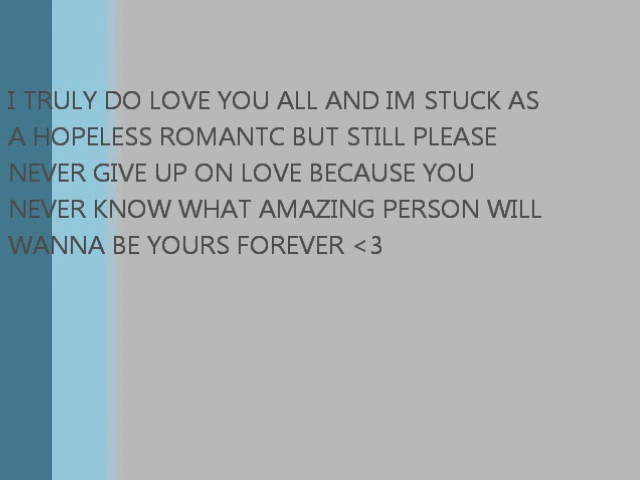 I TRULY DO LOVE YOU ALL AND IM STUCK AS
A HOPELESS ROMANTC BUT STILL PLEASE
NEVER GIVE UP ON LOVE BECAUSE YOU
NEVER KNOW WHAT AMAZING PERSON WILL
WANNA BE YOURS FOREVER <3